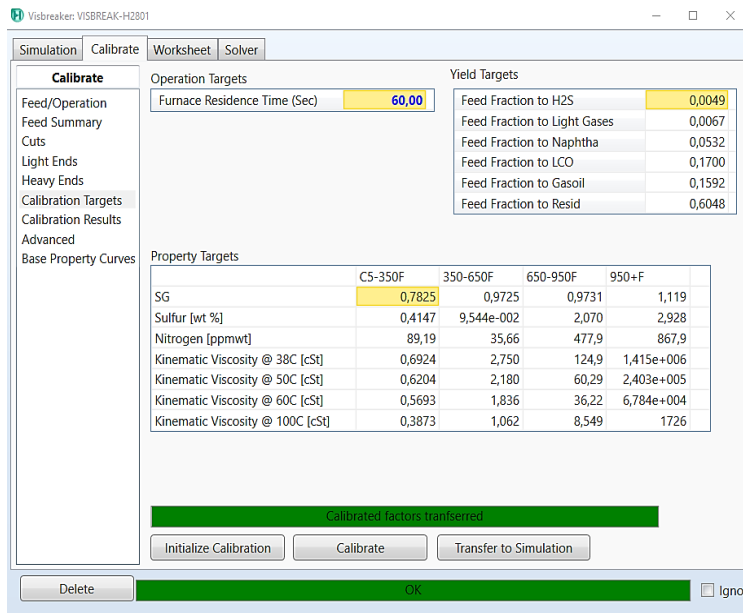 Visbreaker: VISBREAK-H2801
Simulation Calibrate Worksheet Solver
Calibrate
Feed/Operation
Feed Summary
Cuts
Light Ends
Heavy Ends
Calibration Targets
Calibration Results
Advanced
Base Property Curves
Operation Targets
Furnace Residence Time (Sec) 60,00
Yield Targets
Feed Fraction to H2S 0,0049
Feed Fraction to Light Gases 0,0067
Feed Fraction to Naphtha 0,0532
Feed Fraction to LCO 0,1700
Feed Fraction to Gasoil 0,1592
Feed Fraction to Resid 0,6048
Property Targets
C5-350F 350-650F 650-950F 950+F
SG 0,7825 0,9725 0,9731 1,119
Sulfur [wt %] 0,4147 9,544e-002 2,070 2,928
Nitrogen [ppmwt] 89,19 35,66 477,9 867,9
Kinematic Viscosity @ 38C [cSt] 0,6924 2,750 124,9 1,415e+006
Kinematic Viscosity @ 50C [cSt] 0,6204 2,180 60,29 2,403e+005
Kinematic Viscosity @ 60C [cSt] 0,5693 1,836 36,22 6,784e+004
Kinematic Viscosity @ 100C [cSt] 0,3873 1,062 8,549 1726
Calibrated factors tranfserred
Initialize Calibration Calibrate Transfer to Simulation
Delete OK Igno